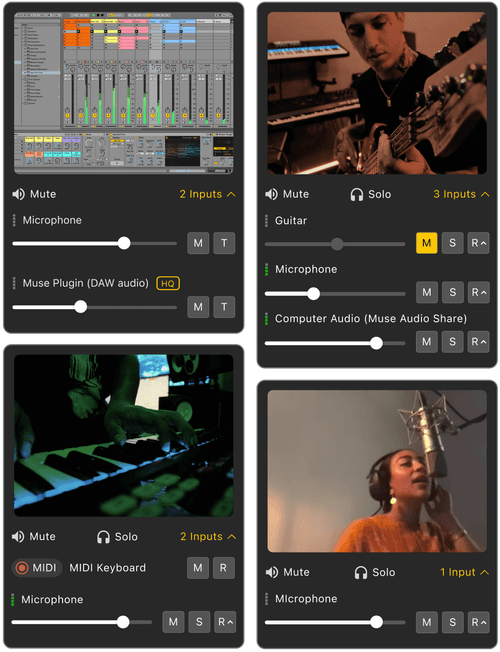 Mute 2 Inputs
Microphone
M T
Muse Plugin (DAW audio) HQ
M T
Mute Solo 3 Inputs
Guitar
M S R
Microphone
M S R
Computer Audio (Muse Audio Share)
M S R
Mute Solo 2 Inputs
MIDI MIDI Keyboard M R
Microphone
M S R
Mute Solo 1 Input
MIcrophone
M S R